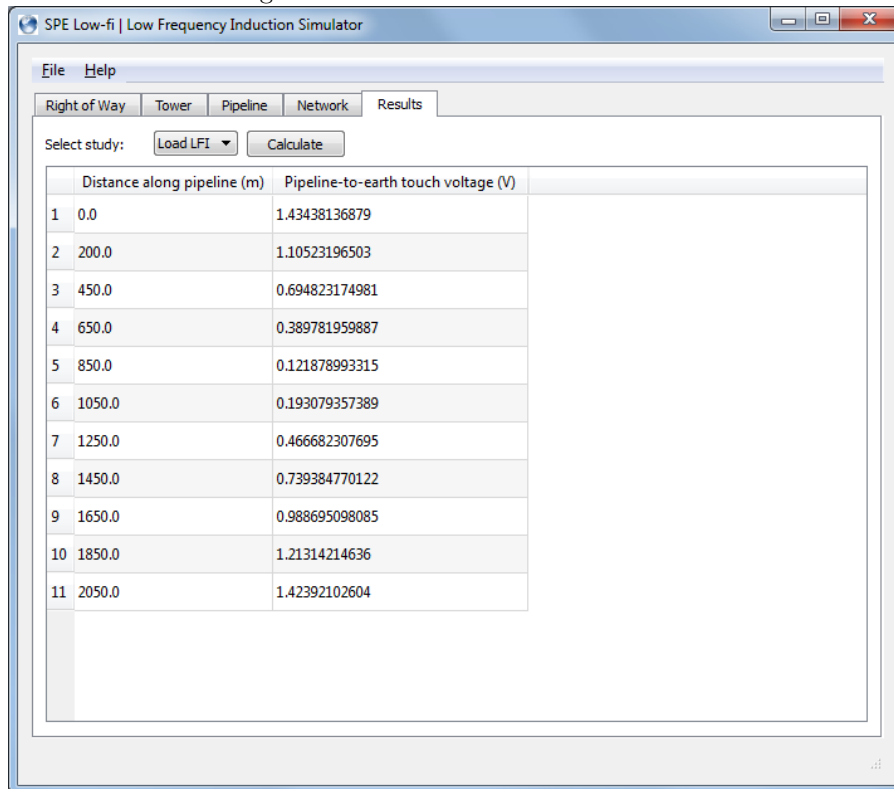 SPE Low-fi | Low Frequency Induction Simulator
File Help
Right of Way Tower Pipeline Network Results
Select study: Load LFI Calculate
Distance along pipeline (m) Pipeline-to-earth touch voltage (V)
1 0.0 1.43438136879
2 200.0 1.10523196503
3 450.0 0.694823174981
4 650.0 0.389781959887
5 850.0 0.121878993315
6 1050.0 0.193079357389
7 1250.0 0.466682307695
8 1450.0 0.739384770122
9 1650.0 0.988695098085
10 1850.0 1.21314214636
11 2050.0 1.42392102604